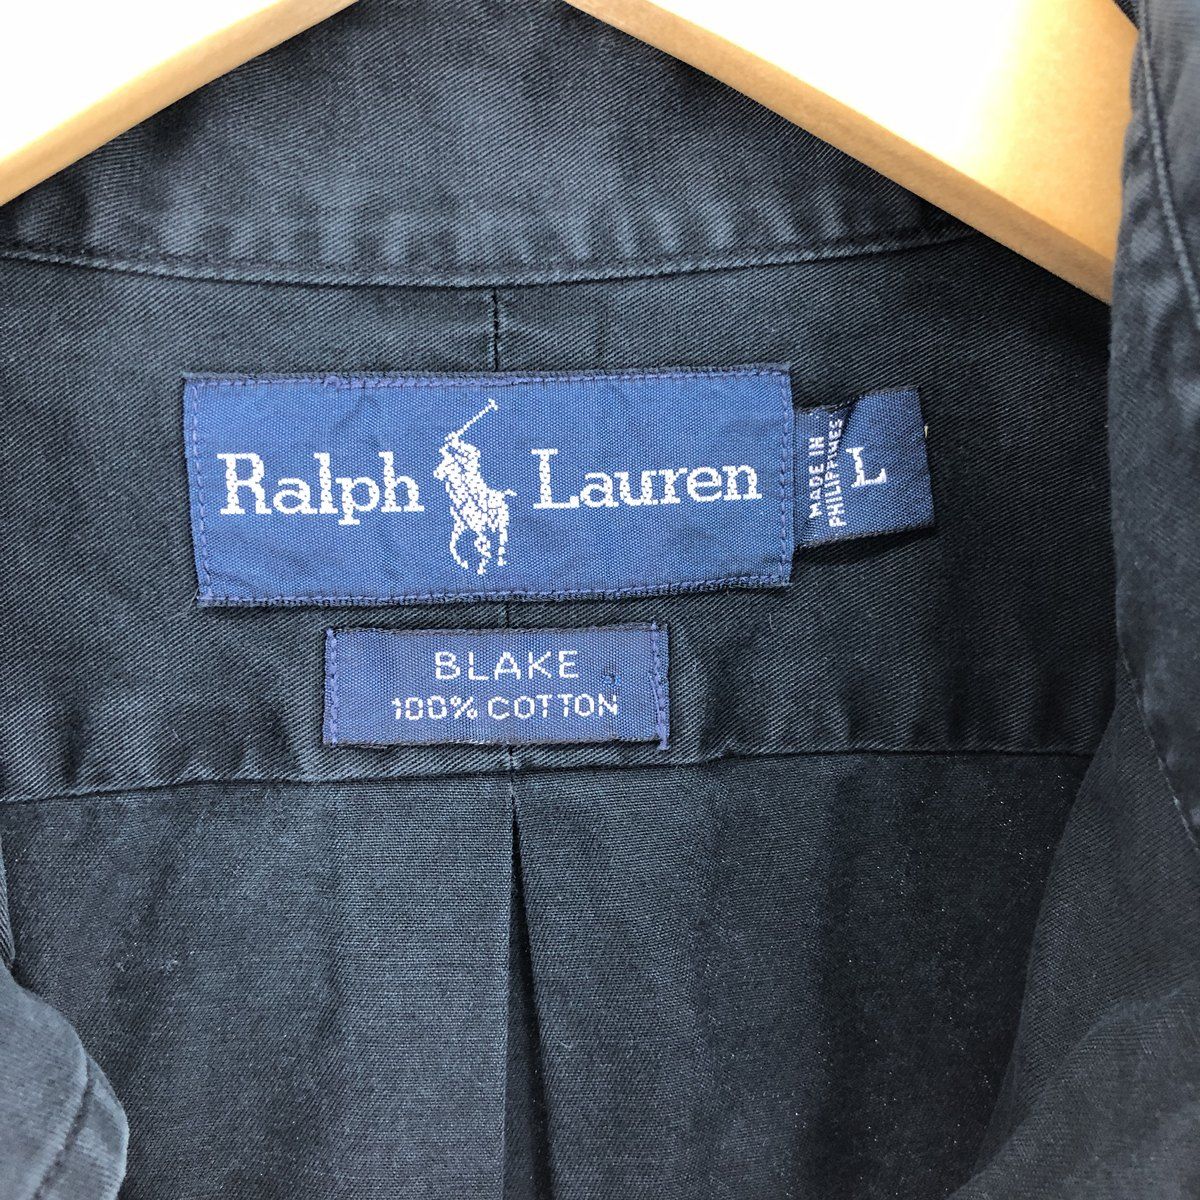 Ralph Lauren
MADE IN
PHILIPPINES
L
BLAKE
100% COTTON